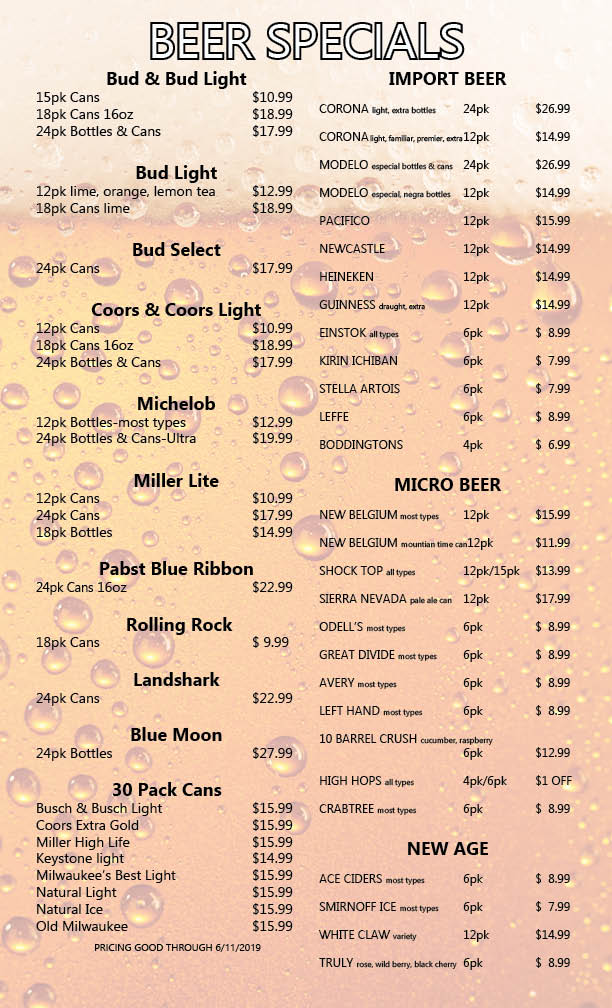 BEER SPECIALS
Bud & Bud Light
15pk Cans $10.99
18pk Cans 16oz $18.99
24pk Bottles & Cans $17.99
Bud Light
12pk lime, orange, lemon tea $12.99
18pk Cans lime $18.99
Bud Select
24pk Cans $17.99
Coors & Coors Light
12pk Cans $10.99
18pk Cans 16oz $18.99
24pk Bottles & Cans $17.99
Michelob
12pk Bottles-most types $12.99
24pk Bottles & Cans-Ultra $19.99
Miller Lite
12pk Cans $10.99
24pk Cans $17.99
18pk Bottles $14.99
Pabst Blue Ribbon
24pk Cans 16oz $22.99
Rolling Rock
18pk Cans $ 9.99
Landshark
24pk Cans $22.99
Blue Moon
24pk Bottles $27.99
30 Pack Cans
Busch & Busch Light $15.99
Coors Extra Gold $15.99
Miller High Life $15.99
Keystone light $14.99
Milwaukee's Best Light $15.99
Natural Light $15.99
Natural Ice $15.99
Old Milwaukee $15.99
PRICING GOOD THROUGH 6/11/2019
IMPORT BEER
CORONA light, extra bottles 24pk $26.99
CORONA light, familiar, premier, extra 12pk $14.99
MODELO especial bottles & cans 24pk $26.99
MODELO especial, negra bottles 12pk $14.99
PACIFICO 12pk $15.99
NEWCASTLE 12pk $14.99
HEINEKEN 12pk $14.99
GUINNESS draught, extra 12pk $14.99
EINSTOK all types 6pk $ 8.99
KIRIN ICHIBAN 6pk $ 7.99
STELLA ARTOIS 6pk $ 7.99
LEFFE 6pk $ 8.99
BODDINGTONS 4pk $ 6.99
MICRO BEER
NEW BELGIUM most types 12pk $15.99
NEW BELGIUM mountian time can 12pk $11.99
SHOCK TOP all types 12pk/15pk $13.99
SIERRA NEVADA pale ale can 12pk $17.99
ODELL'S most types 6pk $ 8.99
GREAT DIVIDE most types 6pk $ 8.99
AVERY most types 6pk $ 8.99
LEFT HAND most types 6pk $ 8.99
10 BARREL CRUSH cucumber, raspberry
6pk $12.99
HIGH HOPS all types 4pk/6pk $1 OFF
CRABTREE most types 6pk $ 8.99
NEW AGE
ACE CIDERS most types 6pk $ 8.99
SMIRNOFF ICE most types 6pk $ 7.99
WHITE CLAW variety 12pk $14.99
TRULY rose, wild berry, black cherry 6pk $ 8.99